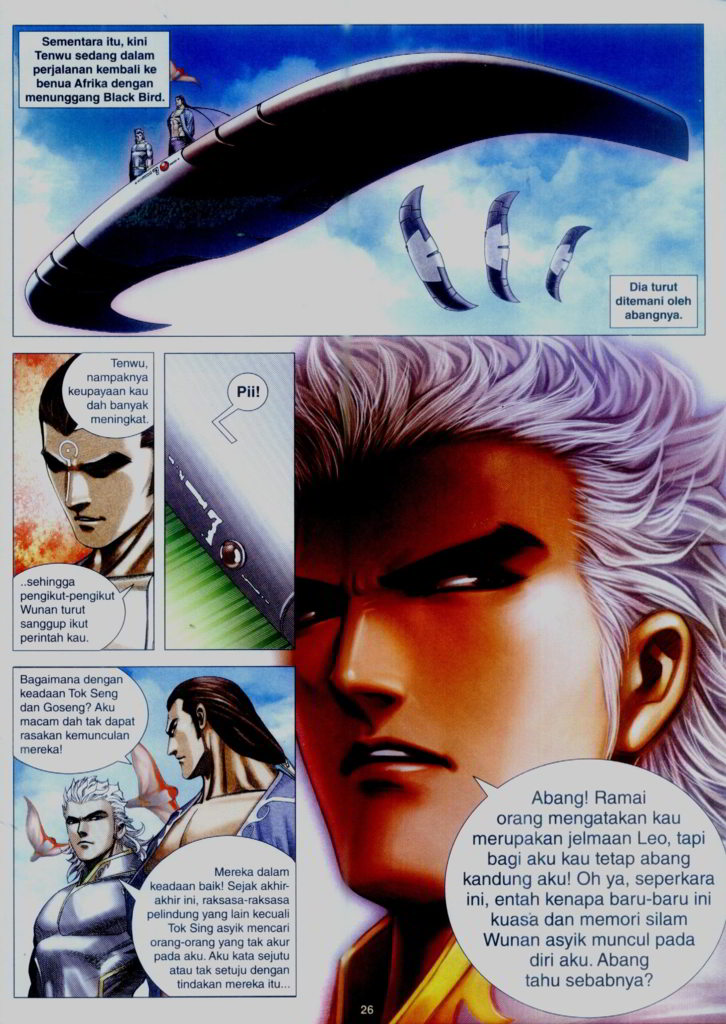 Sementara itu, kini
Tenwu sedang dalam
perjalanan kembali ke
benua Afrika dengan
menunggang Black Bird.
Dia turut
ditemani oleh
abangnya.
Tenwu,
nampaknya
keupayaan kau
dah banyak
meningkat.
..sehingga
pengikut-pengikut
Wunan turut
sanggup ikut
perintah kau.
Pii!
Abang! Ramai
orang mengatakan kau
merupakan jelmaan Leo, tapi
bagi aku kau tetap abang
kandung aku! Oh ya, seperkara
ini, entah kenapa baru-baru ini
kuasa dan memori silam
Wunan asyik muncul pada
diri aku. Abang
tahu sebabnya?
Bagaimana dengan
keadaan Tok Seng
dan Goseng? Aku
macam dah tak dapat
rasakan kemunculan
mereka!
Mereka dalam
keadaan baik! Sejak akhir-
akhir ini, raksasa-raksasa
pelindung yang lain kecuali
Tok Sing asyik mencari
orang-orang yang tak akur
pada aku. Aku kata sejutu
atau tak setuju dengan
tindakan mereka itu...
26